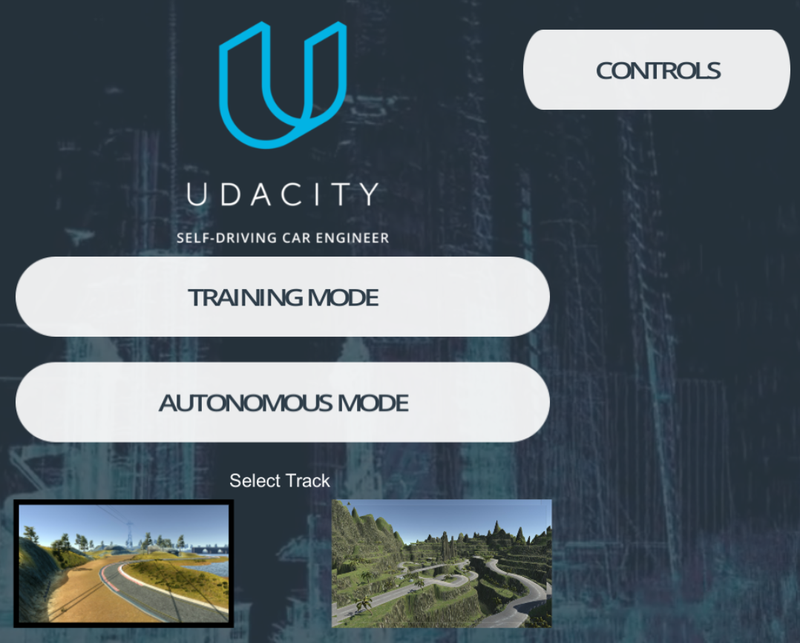 UDACITY
SELF-DRIVING CAR ENGINEER
CONTROLS
TRAINING MODE
AUTONOMOUS MODE
Select Track